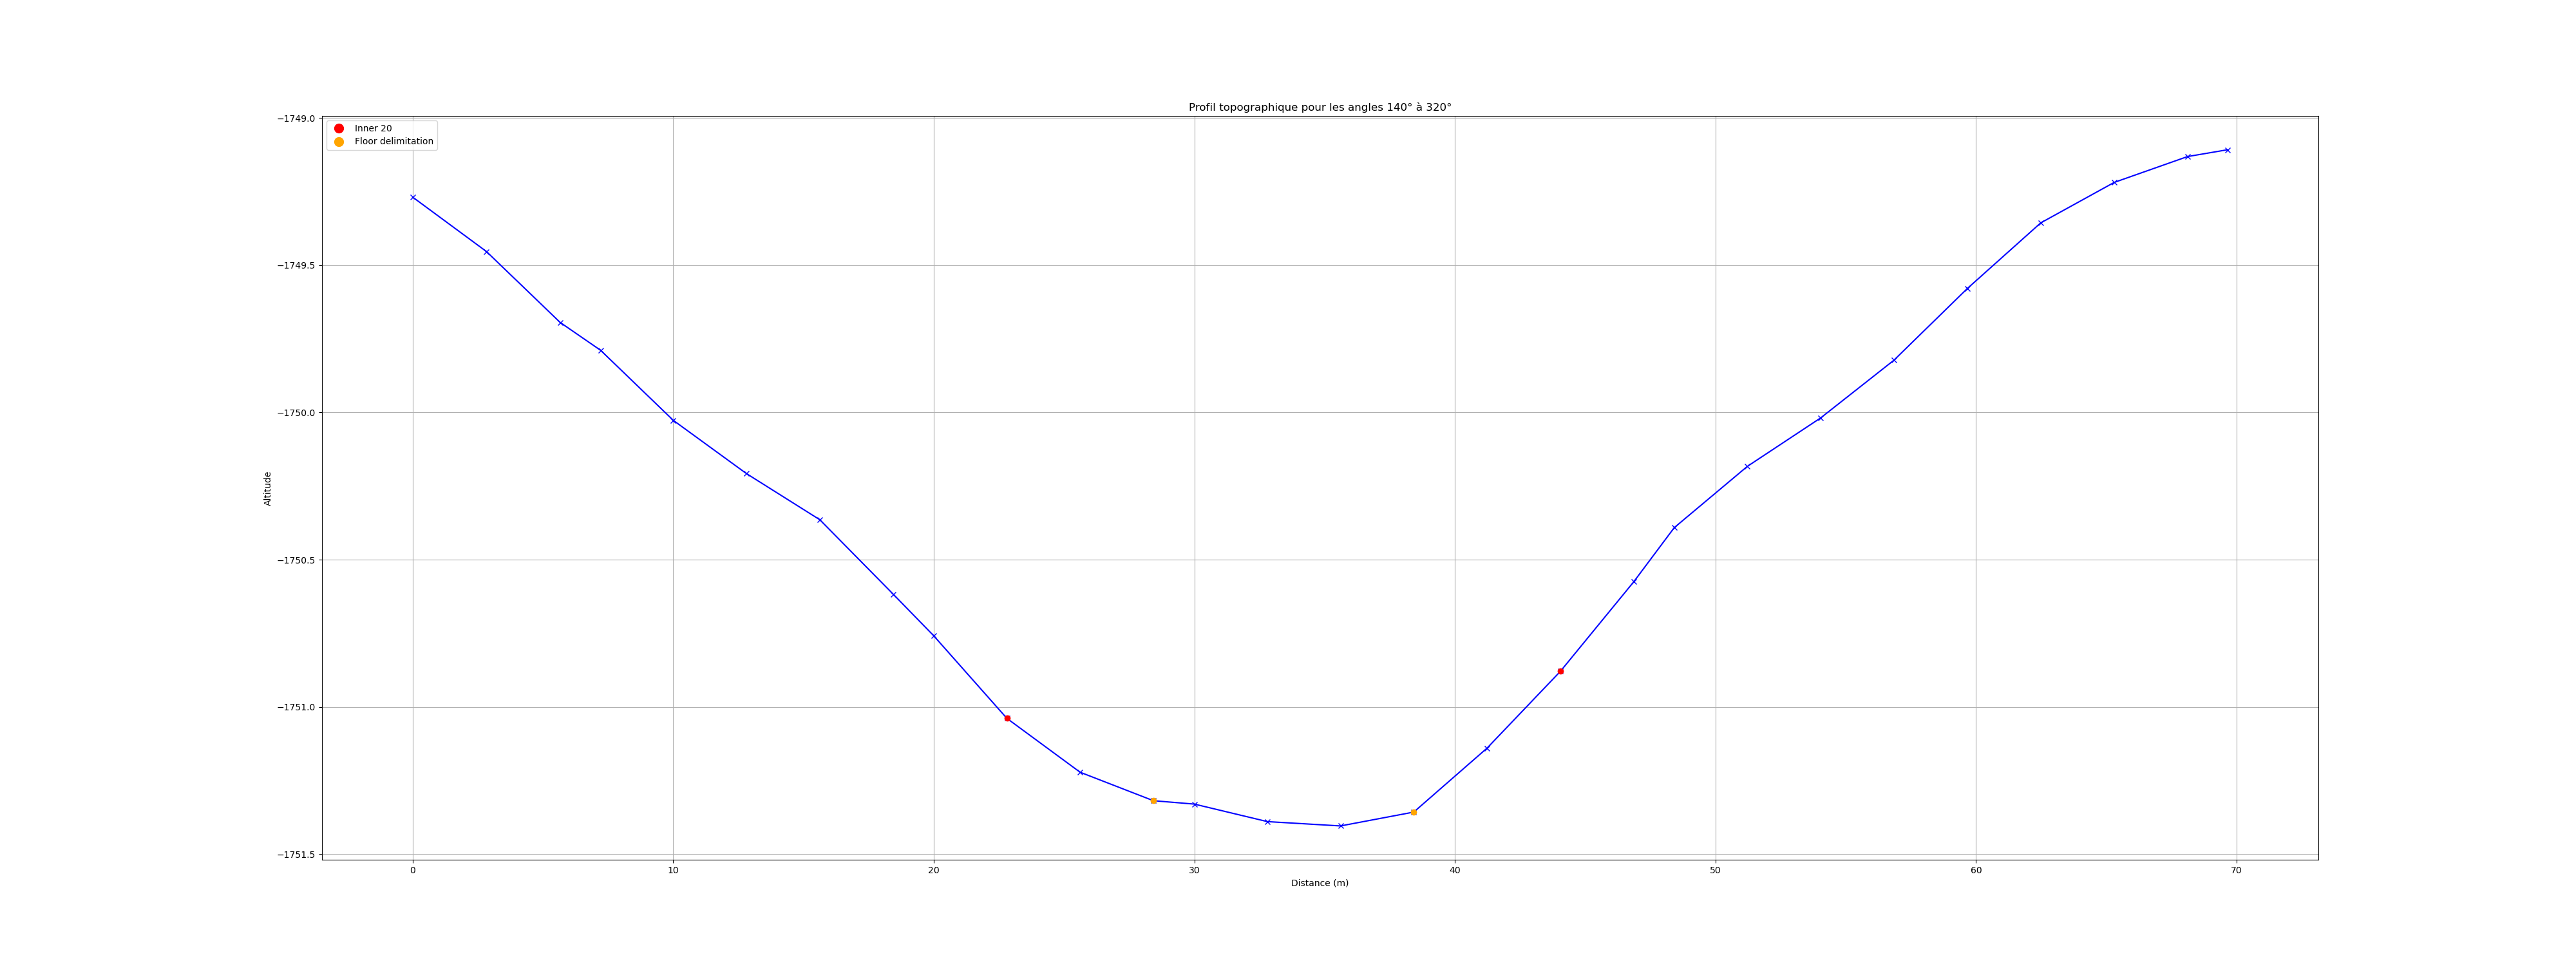 Profil topographique pour les angles 140° à 320°
Inner 20
Floor delimitation
Altitude
−1749.0
−1749.5
−1750.0
−1750.5
−1751.0
−1751.5
0 10 20 30 40 50 60 70
Distance (m)